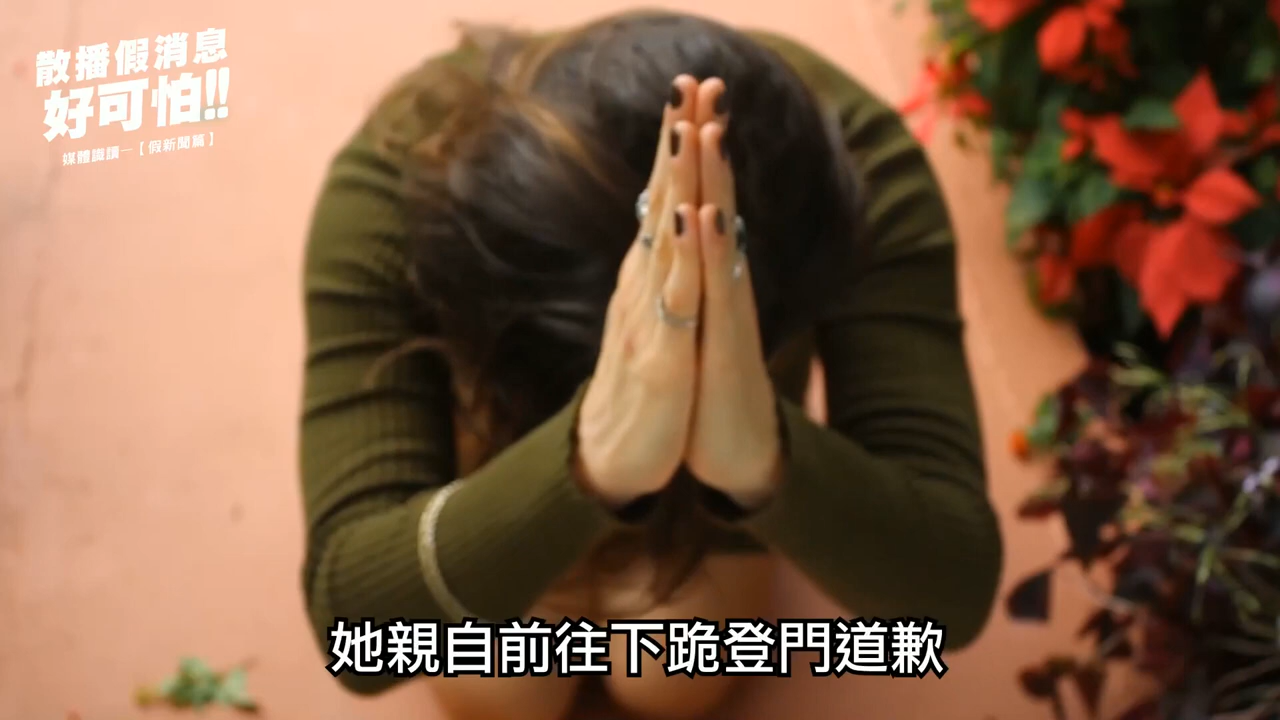 散播假消息
好可怕!!
媒體識讀—【假新聞篇】
她親自前往下跪登門道歉